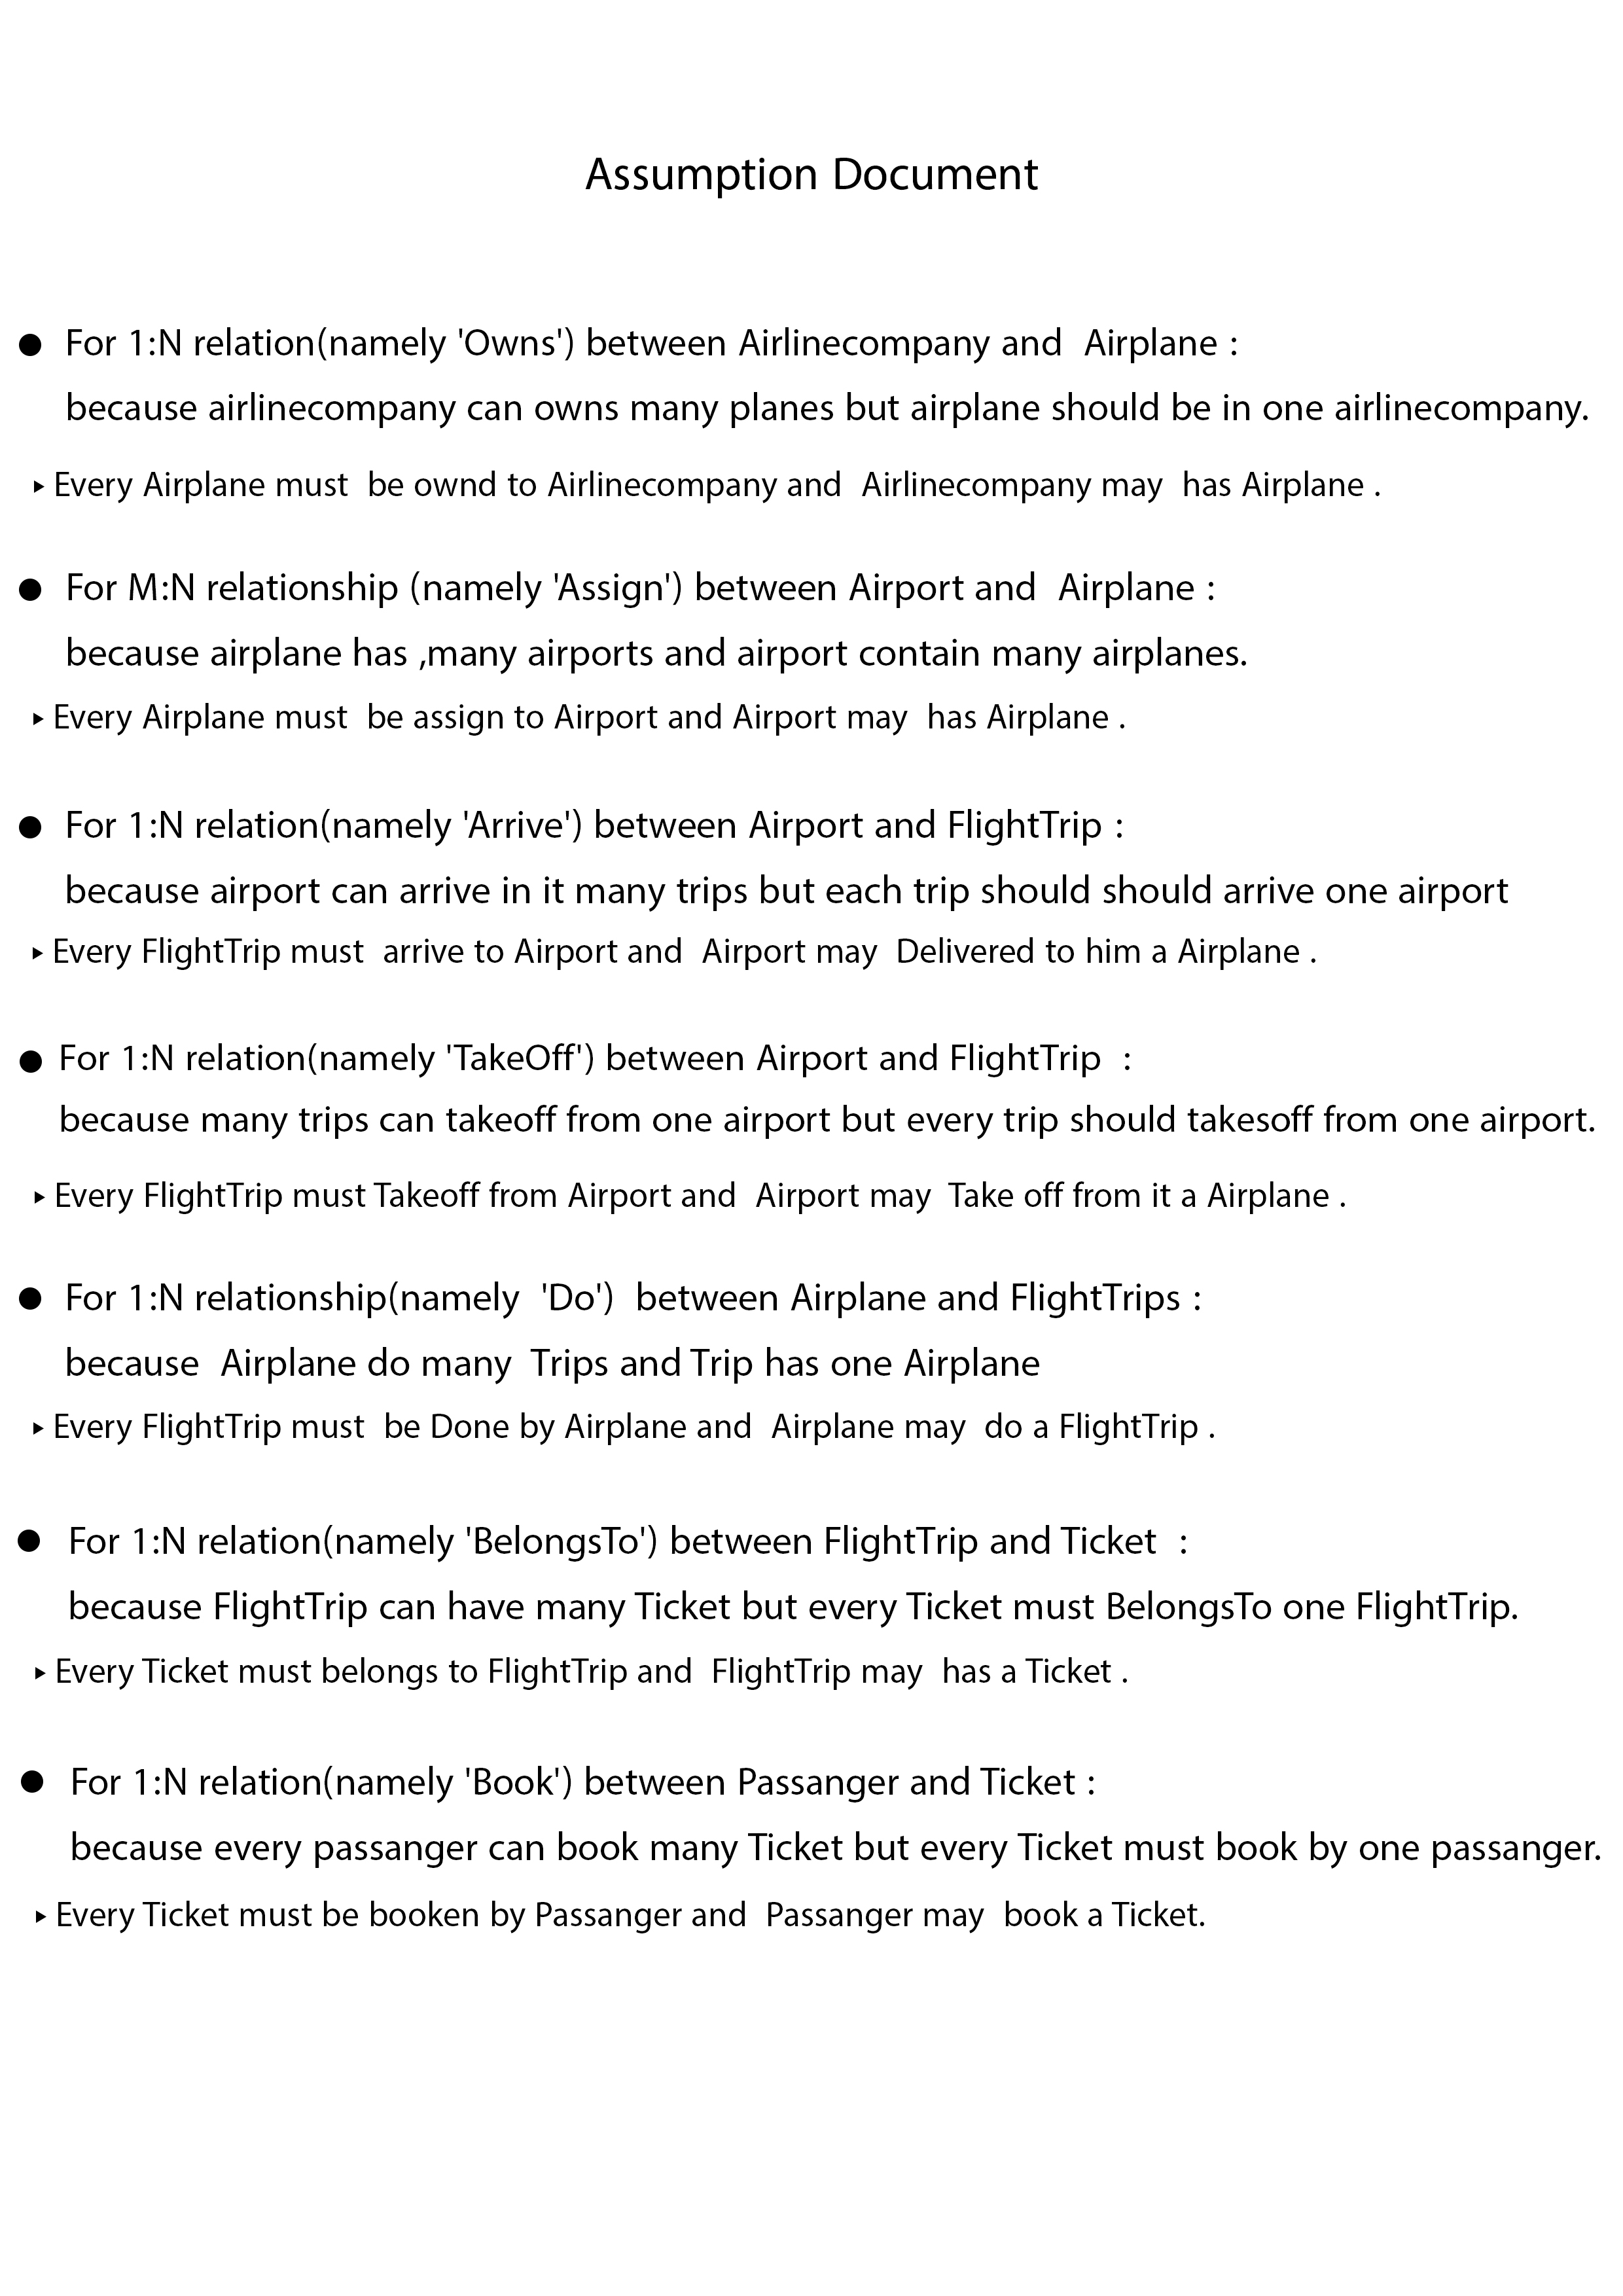 Assumption Document
● For 1:N relation(namely 'Owns') between Airlinecompany and Airplane :
because airlinecompany can owns many planes but airplane should be in one airlinecompany.
▸ Every Airplane must be ownd to Airlinecompany and Airlinecompany may has Airplane .
● For M:N relationship (namely 'Assign') between Airport and Airplane :
because airplane has ,many airports and airport contain many airplanes.
▸ Every Airplane must be assign to Airport and Airport may has Airplane .
● For 1:N relation(namely 'Arrive') between Airport and FlightTrip :
because airport can arrive in it many trips but each trip should should arrive one airport
▸ Every FlightTrip must arrive to Airport and Airport may Delivered to him a Airplane .
● For 1:N relation(namely 'TakeOff') between Airport and FlightTrip :
because many trips can takeoff from one airport but every trip should takesoff from one airport.
▸ Every FlightTrip must Takeoff from Airport and Airport may Take off from it a Airplane .
● For 1:N relationship(namely 'Do') between Airplane and FlightTrips :
because Airplane do many Trips and Trip has one Airplane
▸ Every FlightTrip must be Done by Airplane and Airplane may do a FlightTrip .
● For 1:N relation(namely 'BelongsTo') between FlightTrip and Ticket :
because FlightTrip can have many Ticket but every Ticket must BelongsTo one FlightTrip.
▸ Every Ticket must belongs to FlightTrip and FlightTrip may has a Ticket .
● For 1:N relation(namely 'Book') between Passanger and Ticket :
because every passanger can book many Ticket but every Ticket must book by one passanger.
▸ Every Ticket must be booken by Passanger and Passanger may book a Ticket.